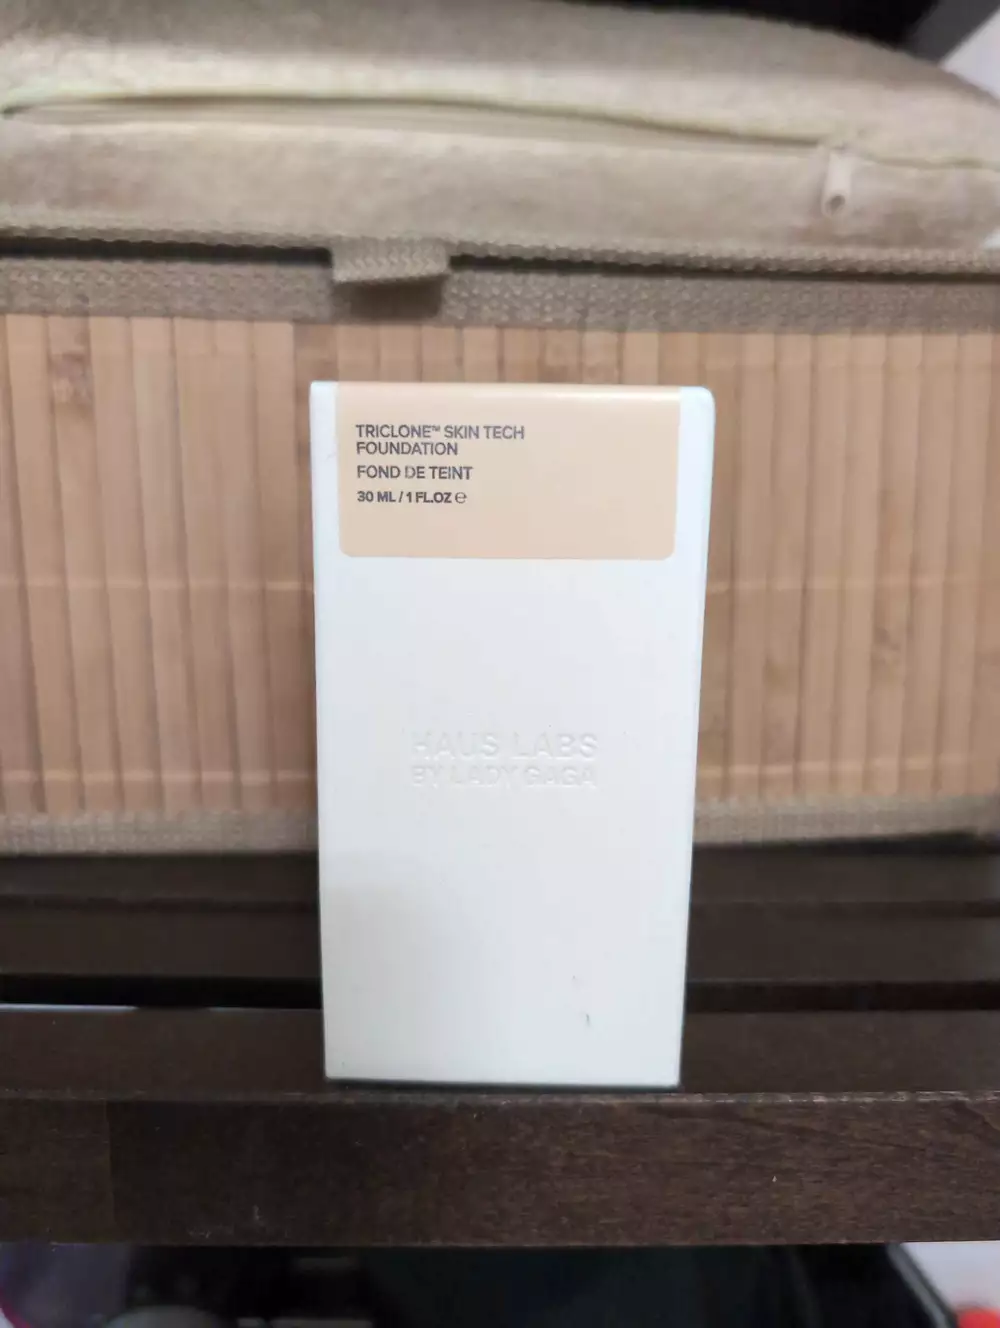 TRICLONE™ SKIN TECH
FOUNDATION
FOND DE TEINT
30 ML / 1 FL.OZ ℮
HAUS LABS
BY LADY GAGA